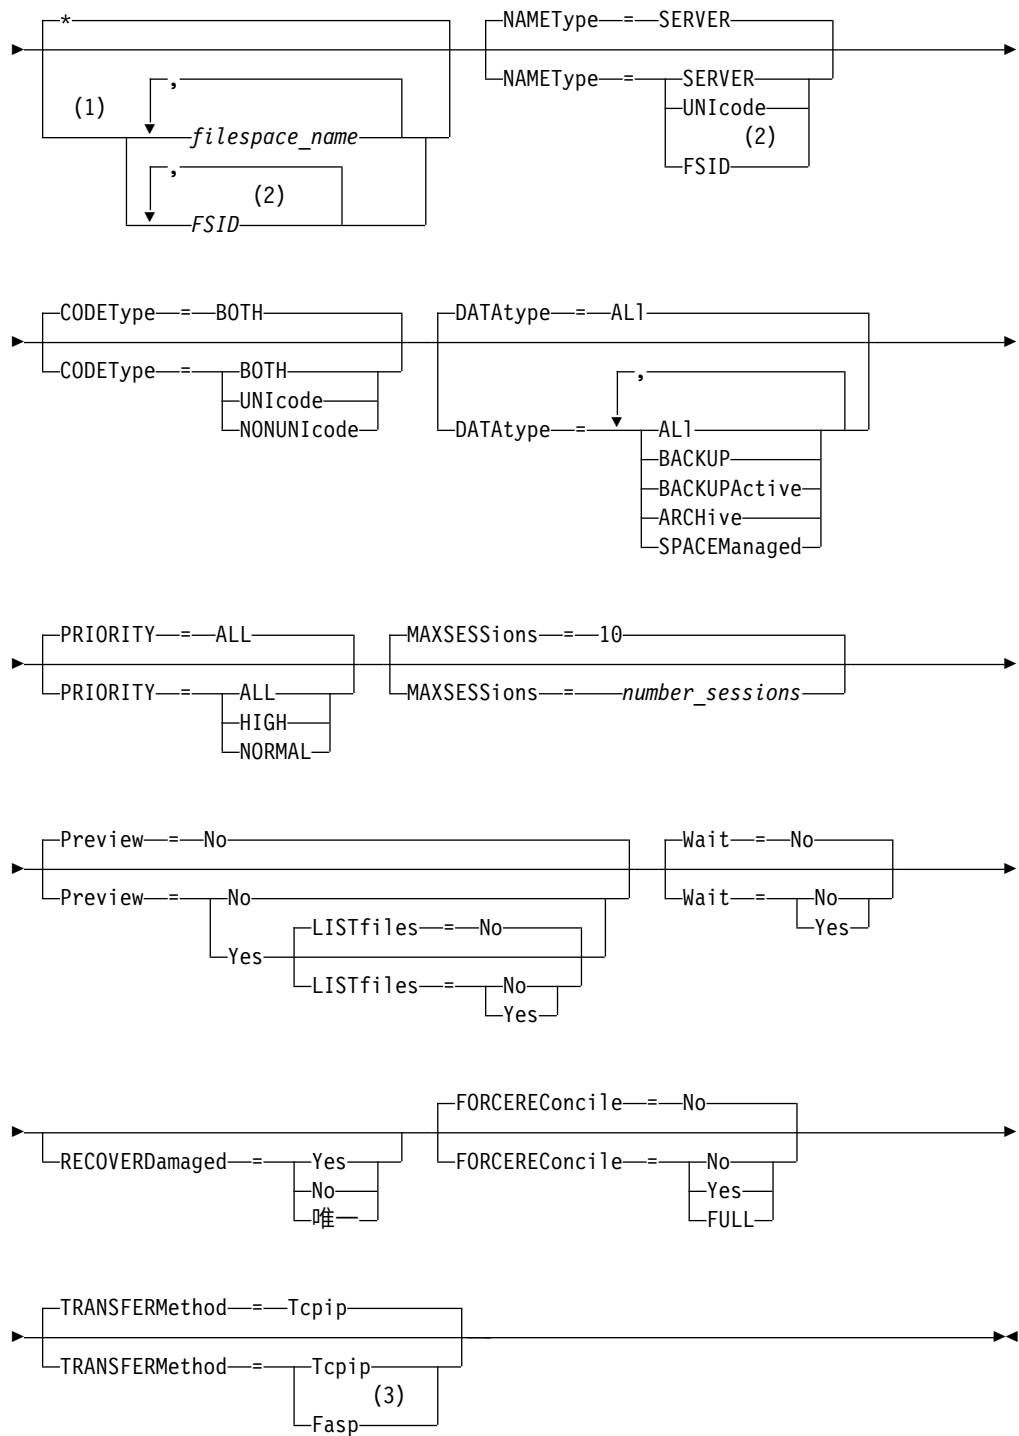 *
NAMEType = SERVER
(1) , filespace_name
, (2) FSID
NAMEType = SERVER
UNIcode
(2)
FSID
CODEType = BOTH
CODEType = BOTH
UNIcode
NONUNIcode
DATAtype = ALl
,
DATAtype = ALl
BACKUP
BACKUPActive
ARCHive
SPACEManaged
PRIORITY = ALL
PRIORITY = ALL
HIGH
NORMAL
MAXSESSions = 10
MAXSESSions = number_sessions
Preview = No
Preview = No
Yes
LISTfiles = No
LISTfiles = No
Yes
Wait = No
Wait = No
Yes
RECOVERDamaged = Yes
No
唯一
FORCEREConcile = No
FORCEREConcile = No
Yes
FULL
TRANSFERMethod = Tcpip
TRANSFERMethod = Tcpip
(3)
Fasp